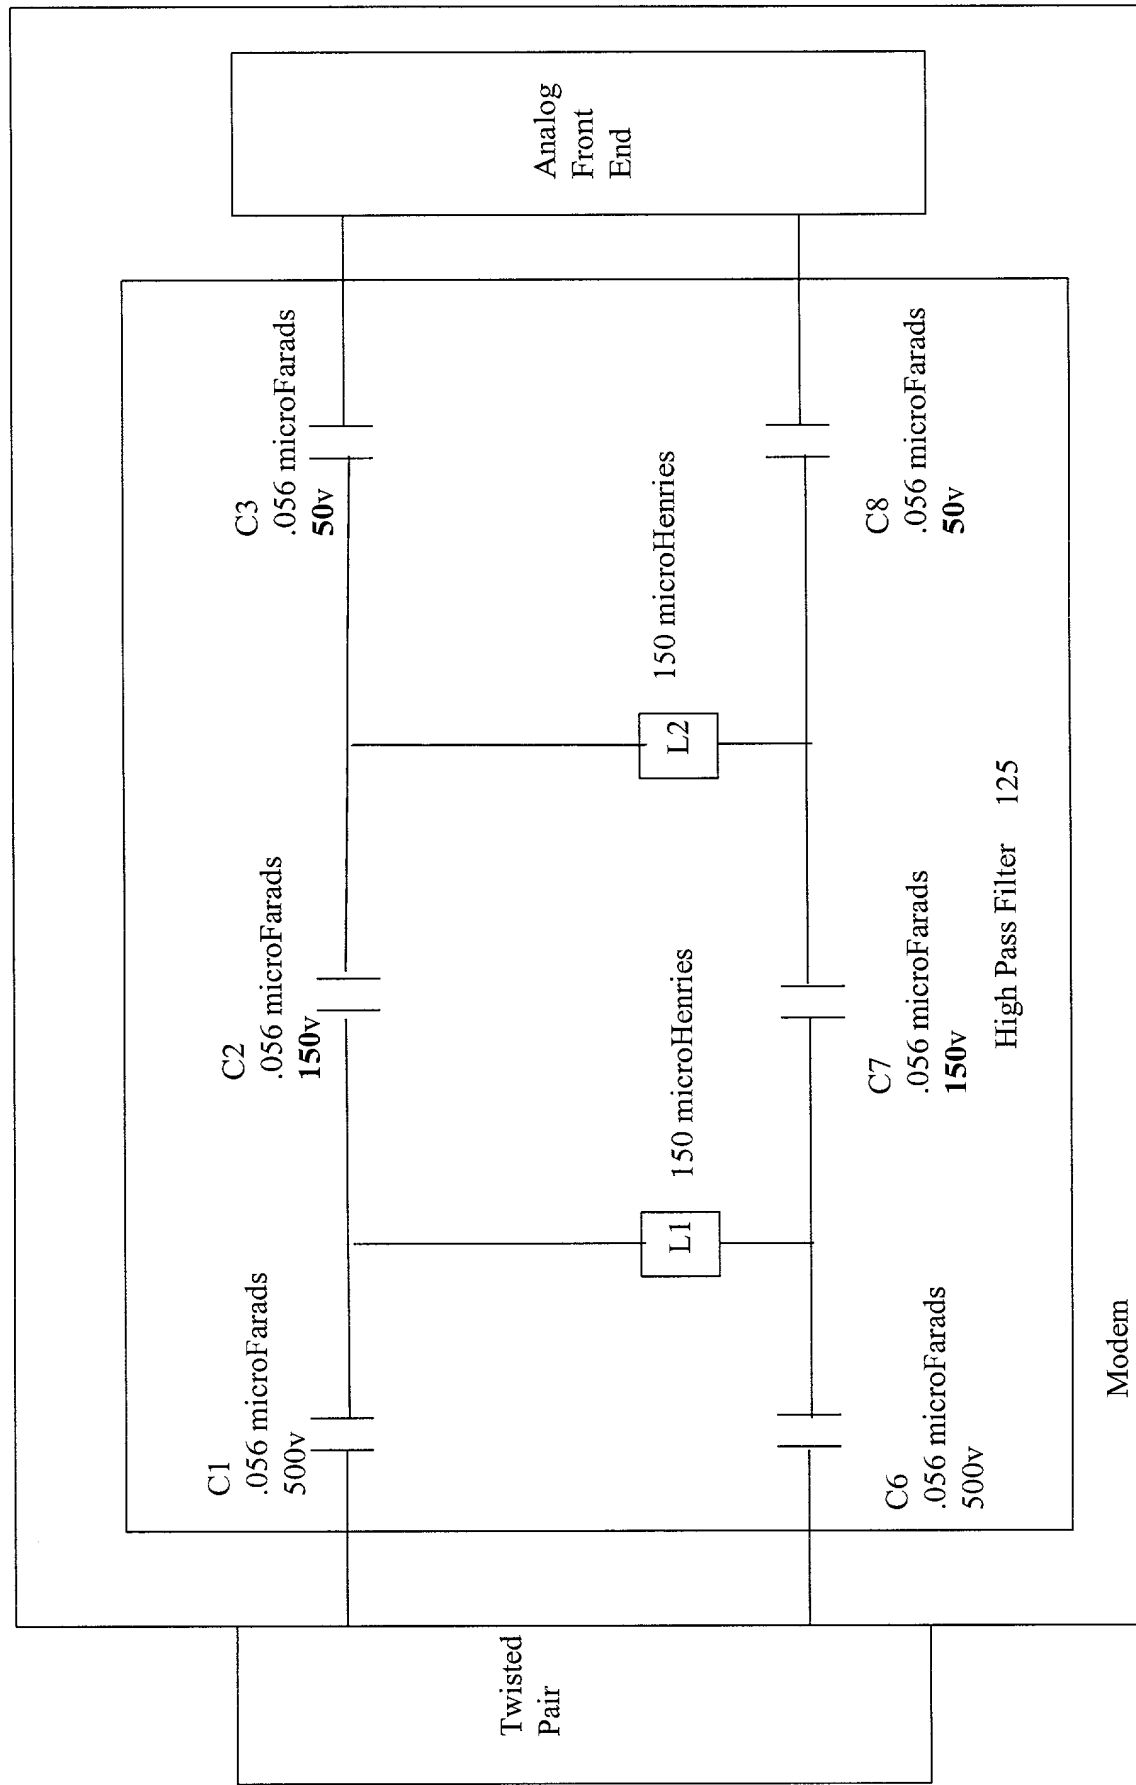 Twisted
Pair
C1
.056 microFarads
500v
C2
.056 microFarads
150v
C3
.056 microFarads
50v
L1
150 microHenries
L2
150 microHenries
C6
.056 microFarads
500v
C7
.056 microFarads
150v
C8
.056 microFarads
50v
High Pass Filter 125
Analog
Front
End
Modem